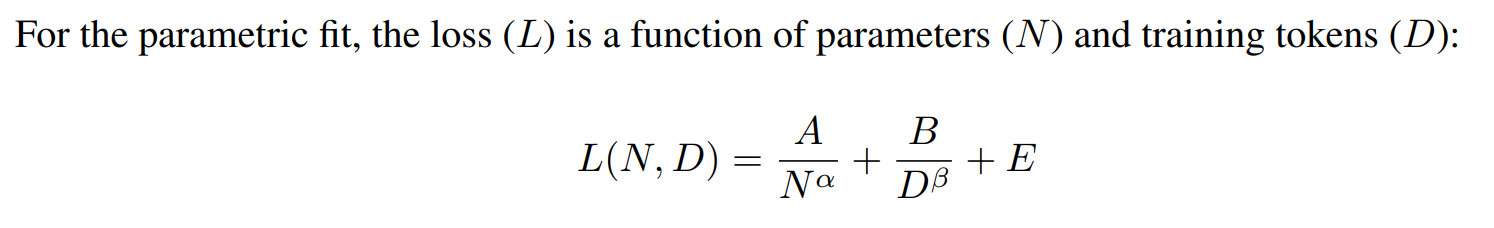 For the parametric fit, the loss (L) is a function of parameters (N) and training tokens (D):
L(N, D) = A/N^α + B/D^β + E